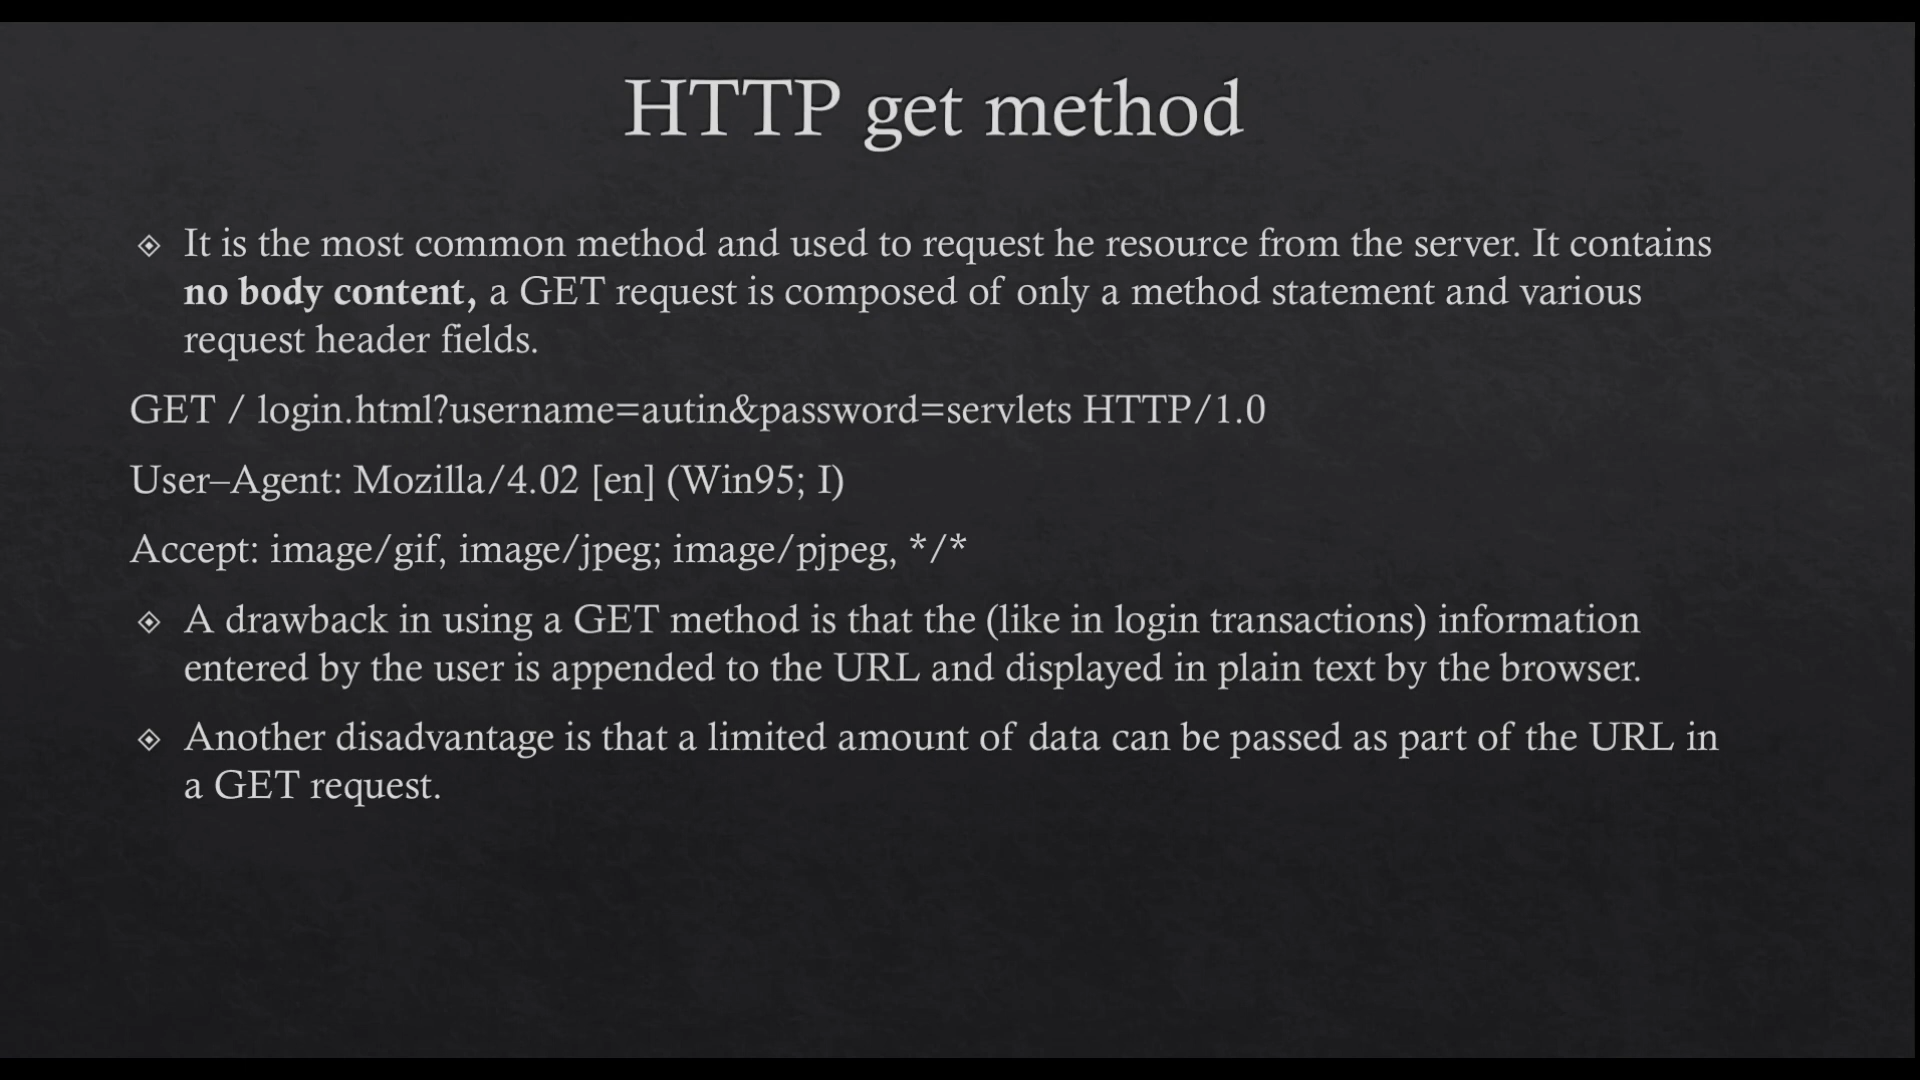 HTTP get method
It is the most common method and used to request he resource from the server. It contains
no body content, a GET request is composed of only a method statement and various
request header fields.
GET / login.html?username=autin&password=servlets HTTP/1.0
User–Agent: Mozilla/4.02 [en] (Win95; I)
Accept: image/gif, image/jpeg; image/pjpeg, */*
A drawback in using a GET method is that the (like in login transactions) information
entered by the user is appended to the URL and displayed in plain text by the browser.
Another disadvantage is that a limited amount of data can be passed as part of the URL in
a GET request.